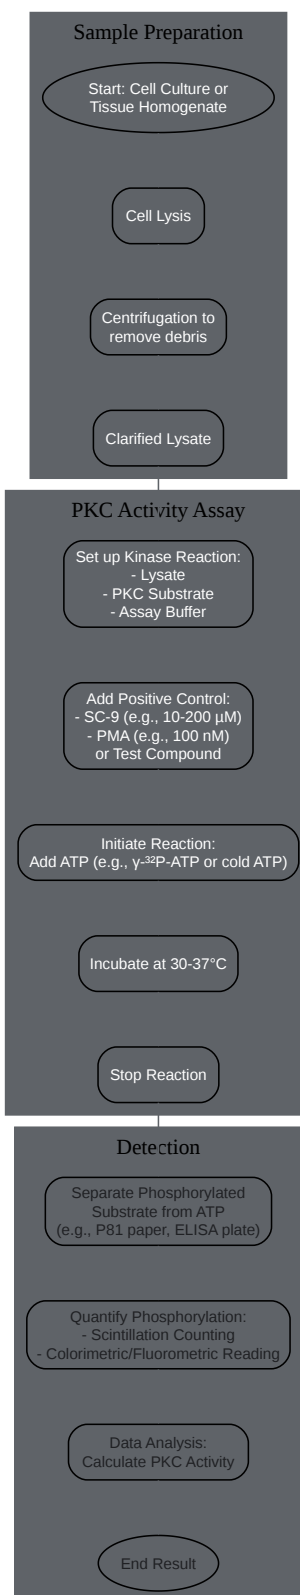 Sample Preparation
Start: Cell Culture or
Tissue Homogenate
Cell Lysis
Centrifugation to
remove debris
Clarified Lysate
PKC Activity Assay
Set up Kinase Reaction:
- Lysate
- PKC Substrate
- Assay Buffer
Add Positive Control:
- SC-9 (e.g., 10-200 µM)
- PMA (e.g., 100 nM)
or Test Compound
Initiate Reaction:
Add ATP (e.g., γ-³²P-ATP or cold ATP)
Incubate at 30-37°C
Stop Reaction
Detection
Separate Phosphorylated
Substrate from ATP
(e.g., P81 paper, ELISA plate)
Quantify Phosphorylation:
- Scintillation Counting
- Colorimetric/Fluorometric Reading
Data Analysis:
Calculate PKC Activity
End Result